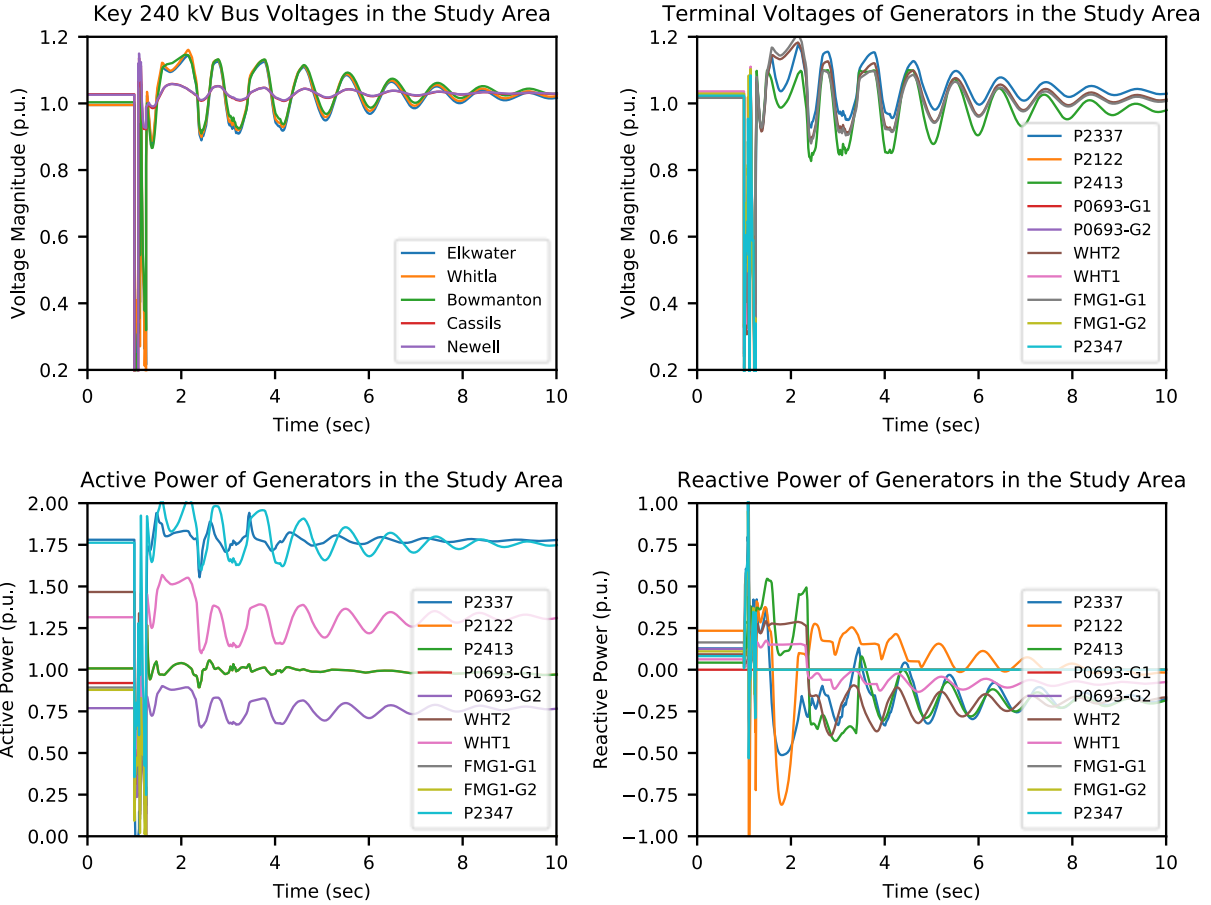 Key 240 kV Bus Voltages in the Study Area
Voltage Magnitude (p.u.)
1.2
1.0
0.8
0.6
0.4
0.2
Elkwater
Whitla
Bowmanton
Cassils
Newell
0 2 4 6 8 10
Time (sec)
Terminal Voltages of Generators in the Study Area
Voltage Magnitude (p.u.)
1.2
1.0
0.8
0.6
0.4
0.2
P2337
P2122
P2413
P0693-G1
P0693-G2
WHT2
WHT1
FMG1-G1
FMG1-G2
P2347
0 2 4 6 8 10
Time (sec)
Active Power of Generators in the Study Area
Active Power (p.u.)
2.00
1.75
1.50
1.25
1.00
0.75
0.50
0.25
0.00
P2337
P2122
P2413
P0693-G1
P0693-G2
WHT2
WHT1
FMG1-G1
FMG1-G2
P2347
0 2 4 6 8 10
Time (sec)
Reactive Power of Generators in the Study Area
Reactive Power (p.u.)
1.00
0.75
0.50
0.25
0.00
−0.25
−0.50
−0.75
−1.00
P2337
P2122
P2413
P0693-G1
P0693-G2
WHT2
WHT1
FMG1-G1
FMG1-G2
P2347
0 2 4 6 8 10
Time (sec)